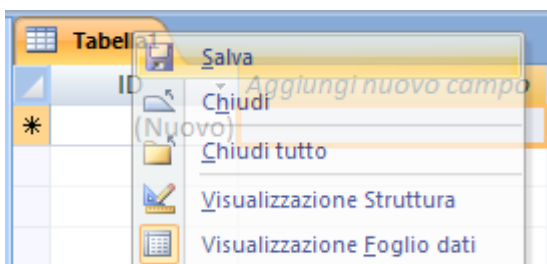 Tabella1
Salva
ID
Aggiungi nuovo campo
Chiudi
(Nuovo)
Chiudi tutto
Visualizzazione Struttura
Visualizzazione Foglio dati